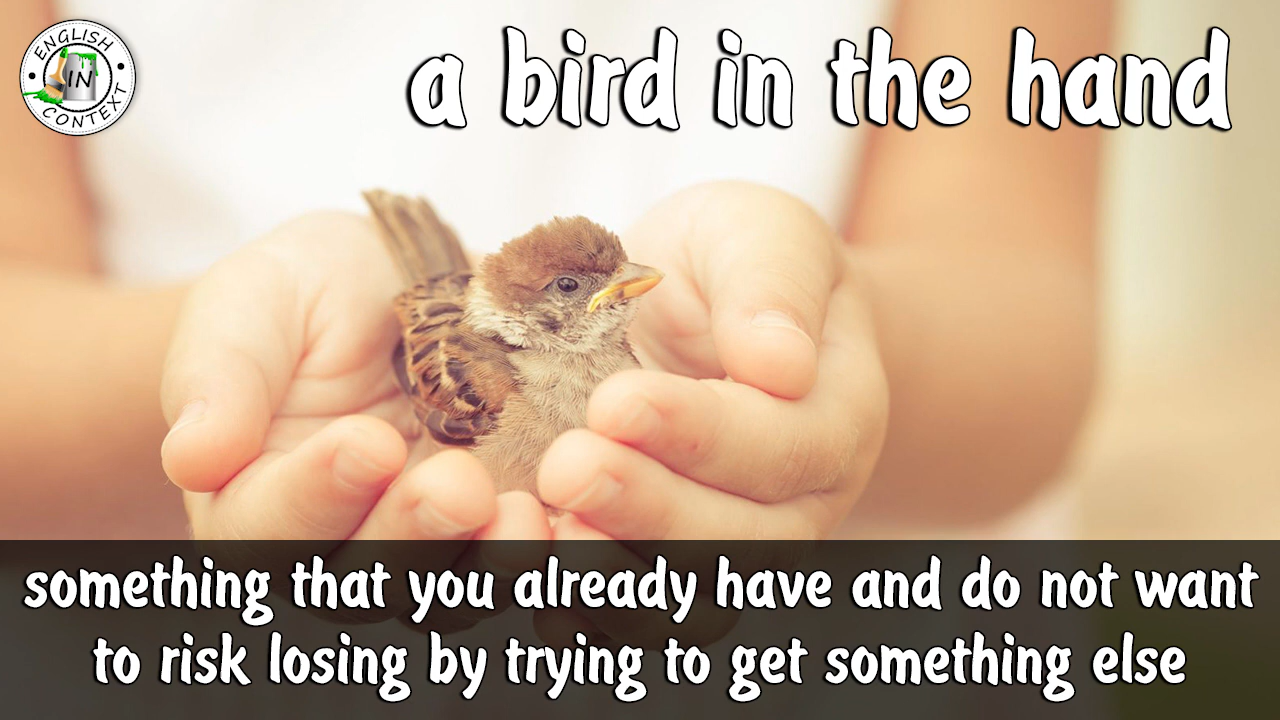 ENGLISH
IN
CONTEXT
a bird in the hand
something that you already have and do not want
to risk losing by trying to get something else